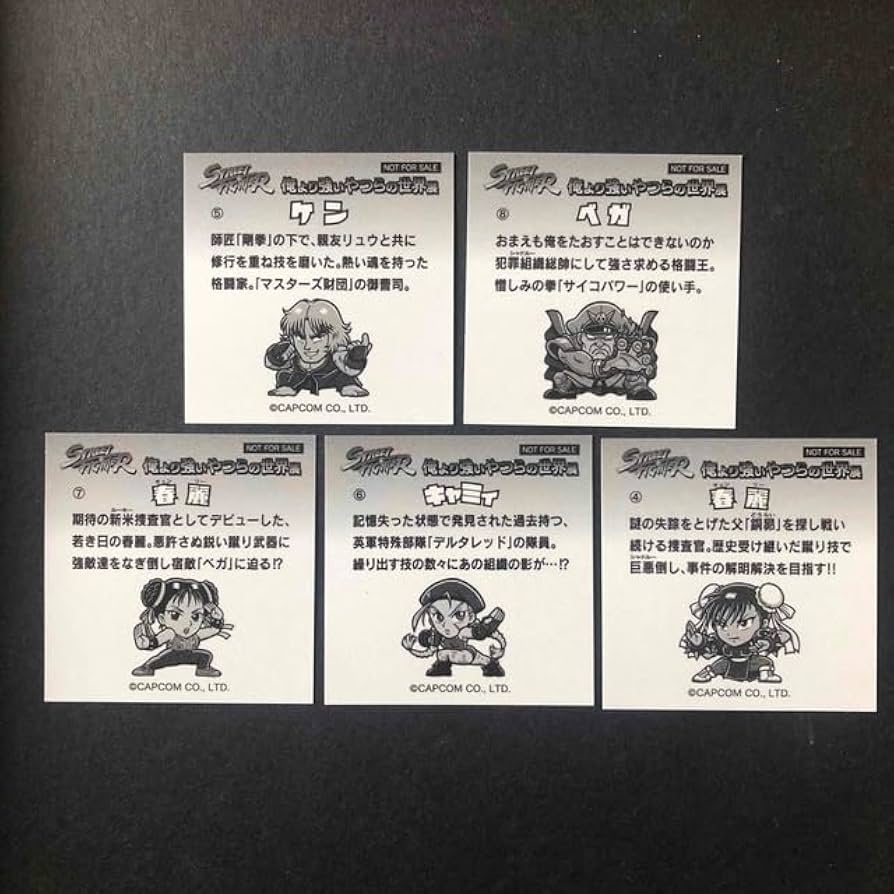 STREET FIGHTER
NOT FOR SALE
俺より強いやつらの世界展
⑤
ケン
師匠「剛拳」の下で、親友リュウと共に
修行を重ね技を磨いた。熱い魂を持った
格闘家。「マスターズ財団」の御曹司。
©CAPCOM CO., LTD.
STREET FIGHTER
NOT FOR SALE
俺より強いやつらの世界展
⑧
ベガ
おまえも俺をたおすことはできないのか
シャドルー
犯罪組織総帥にして強さ求める格闘王。
憎しみの拳「サイコパワー」の使い手。
©CAPCOM CO., LTD.
STREET FIGHTER
NOT FOR SALE
俺より強いやつらの世界展
⑦
チュン リー
春麗
ルーキー
期待の新米捜査官としてデビューした、
若き日の春麗。悪許さぬ鋭い蹴り武器に
強敵達をなぎ倒し宿敵「ベガ」に迫る!?
©CAPCOM CO., LTD.
STREET FIGHTER
NOT FOR SALE
俺より強いやつらの世界展
⑥
キャミィ
記憶失った状態で発見された過去持つ、
英軍特殊部隊「デルタレッド」の隊員。
繰り出す技の数々にあの組織の影が…!?
©CAPCOM CO., LTD.
STREET FIGHTER
NOT FOR SALE
俺より強いやつらの世界展
④
チュン リー
春麗
どうらい
謎の失踪をとげた父「銅頼」を探し戦い
続ける捜査官。歴史受け継いだ蹴り技で
シャドルー
巨悪倒し、事件の解明解決を目指す!!
©CAPCOM CO., LTD.